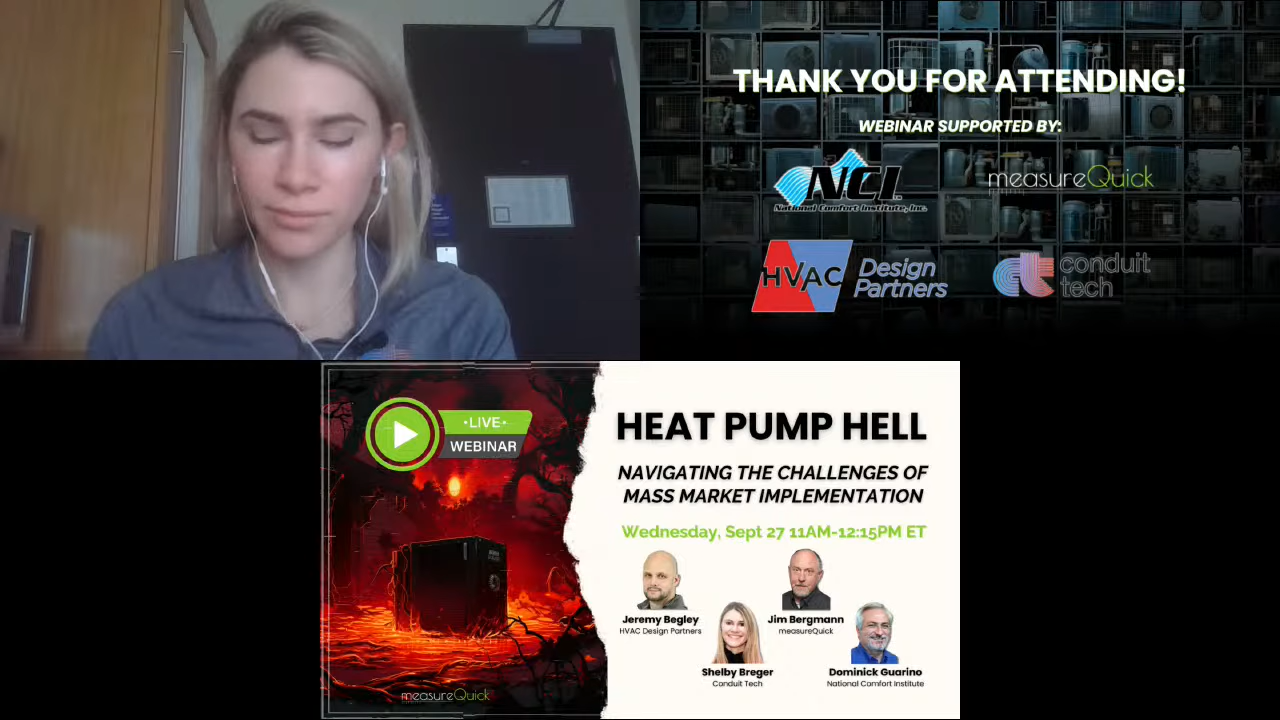 THANK YOU FOR ATTENDING!
WEBINAR SUPPORTED BY:
NCI
National Comfort Institute, Inc.
measureQuick
HVAC Design
Partners
ct conduit
tech
•LIVE•
WEBINAR
HEAT PUMP HELL
NAVIGATING THE CHALLENGES OF
MASS MARKET IMPLEMENTATION
Wednesday, Sept 27 11AM-12:15PM ET
Jeremy Begley
HVAC Design Partners
Jim Bergmann
measureQuick
Shelby Breger
Conduit Tech
Dominick Guarino
National Comfort Institute
measureQuick